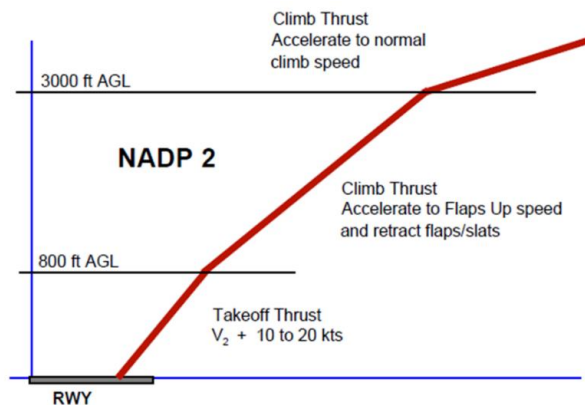 Climb Thrust
Accelerate to normal
climb speed
3000 ft AGL
NADP 2
Climb Thrust
Accelerate to Flaps Up speed
and retract flaps/slats
800 ft AGL
Takeoff Thrust
V₂ + 10 to 20 kts
RWY